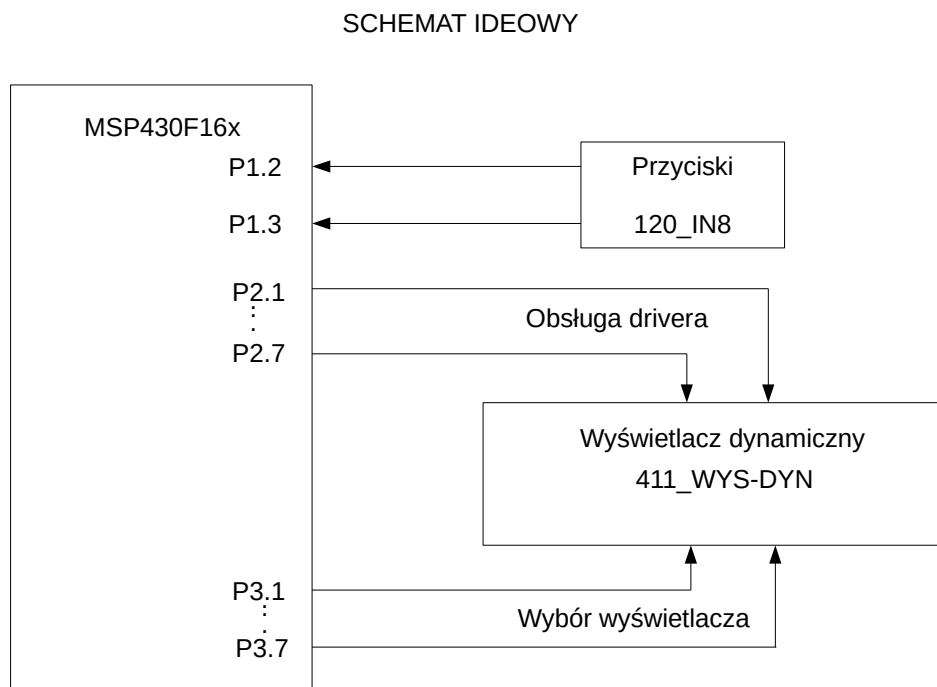 SCHEMAT IDEOWY
MSP430F16x
P1.2
Przyciski
P1.3
120_IN8
P2.1
Obsługa drivera
P2.7
Wyświetlacz dynamiczny
411_WYS-DYN
P3.1
Wybór wyświetlacza
P3.7